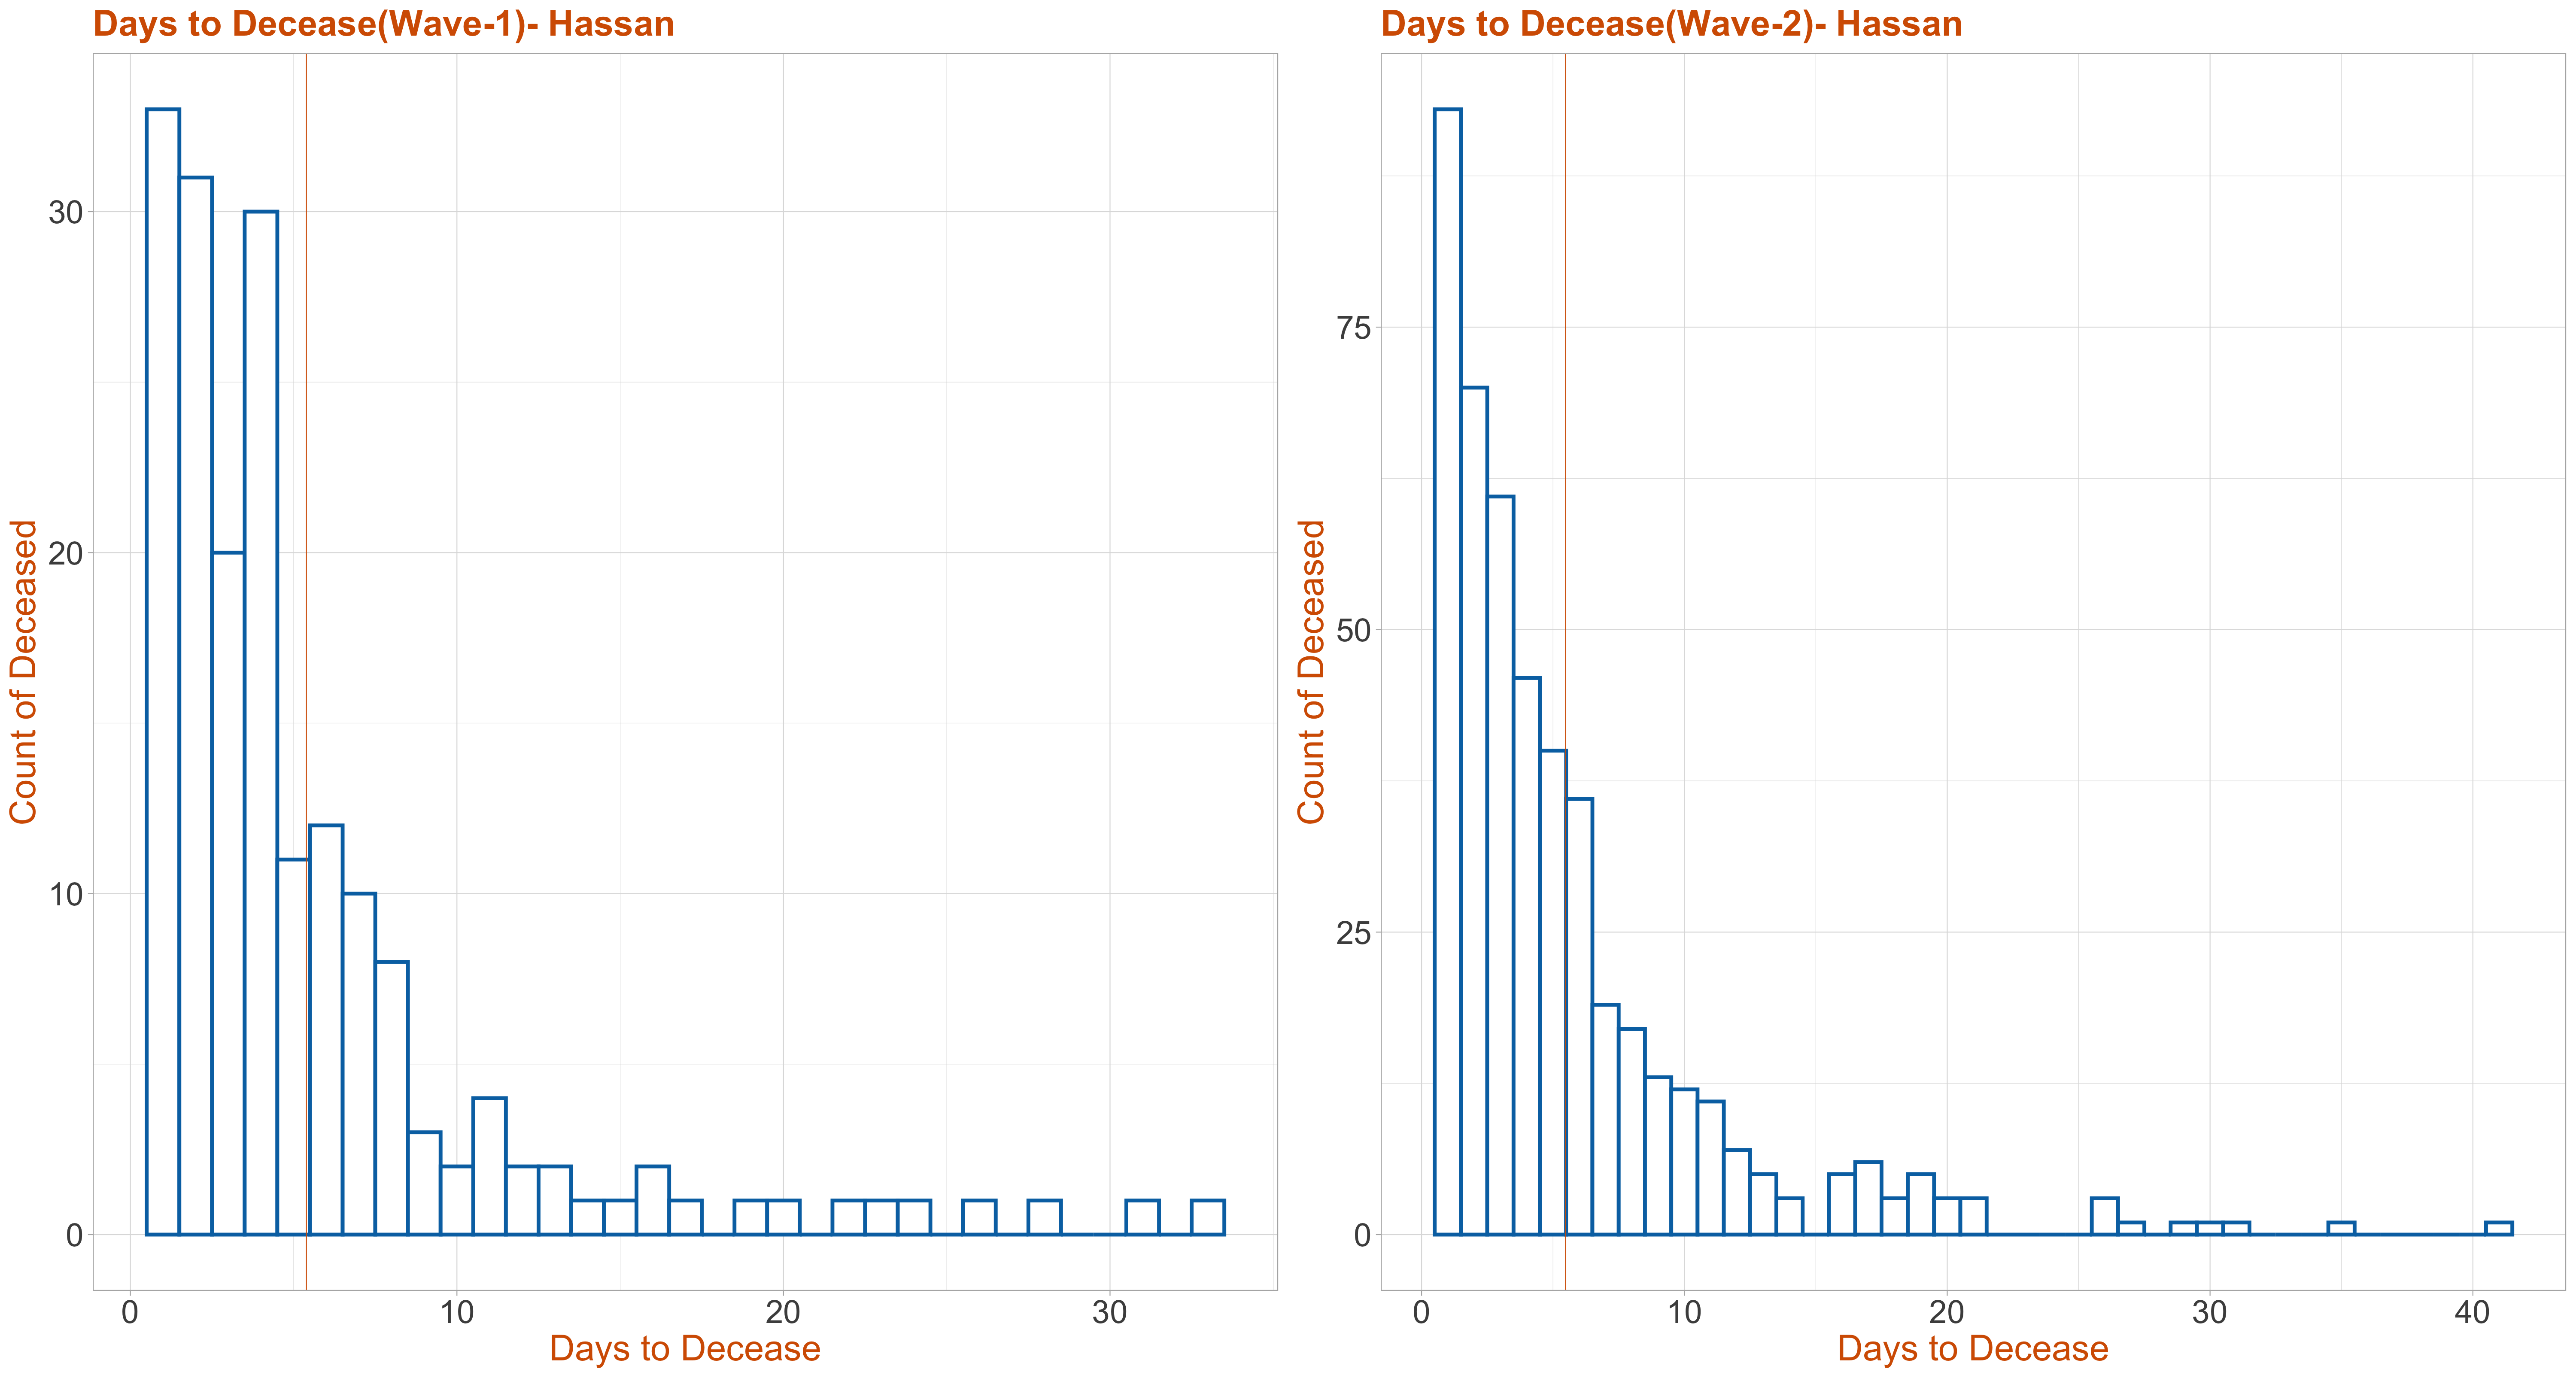 Days to Decease(Wave-1)- Hassan
Count of Deceased
30
20
10
0
0 10 20 30
Days to Decease
Days to Decease(Wave-2)- Hassan
Count of Deceased
75
50
25
0
0 10 20 30 40
Days to Decease